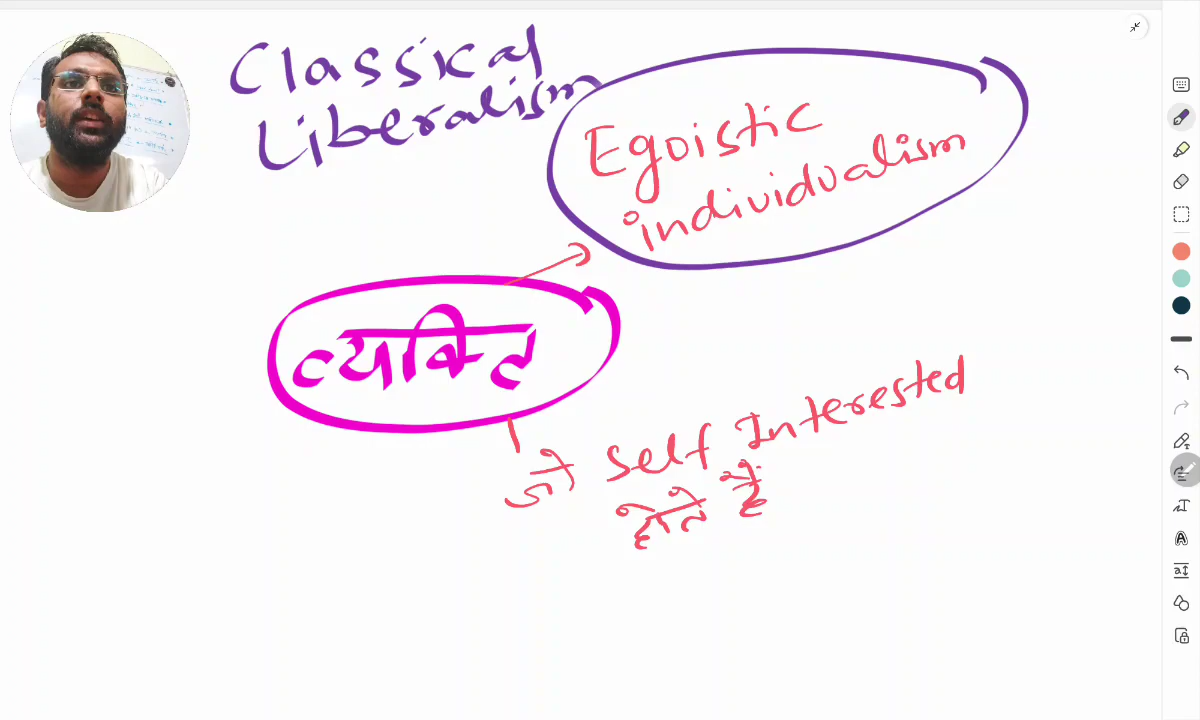 Classical
Liberalism
Egoistic
individualism
व्यक्ति
जो Self Interested
होते हैं